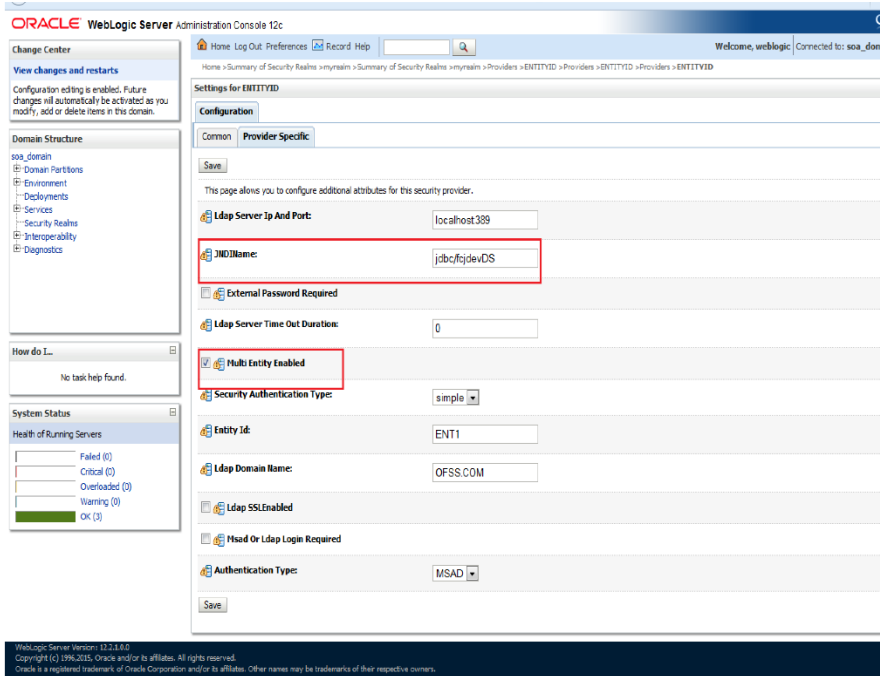 ORACLE WebLogic Server Administration Console 12c
Change Center
View changes and restarts
Configuration editing is enabled. Future
changes will automatically be activated as you
modify, add or delete items in this domain.
Domain Structure
soa_domain
Domain Partitions
Environment
Deployments
Services
Security Realms
Interoperability
Diagnostics
How do I...
No task help found.
System Status
Health of Running Servers
Failed (0)
Critical (0)
Overloaded (0)
Warning (0)
OK (3)
Home Log Out Preferences Record Help
Welcome, weblogic Connected to: soa_dom
Home >Summary of Security Realms >myrealm >Summary of Security Realms >myrealm >Providers >ENTITYID >Providers >ENTITYID >Providers >ENTITYID
Settings for ENTITYID
Configuration
Common Provider Specific
Save
This page allows you to configure additional attributes for this security provider.
Ldap Server Ip And Port: localhost389
JNDIName: jdbc/fcjdevDS
External Password Required
Ldap Server Time Out Duration: 0
Multi Entity Enabled
Security Authentication Type: simple
Entity Id: ENT1
Ldap Domain Name: OFSS.COM
Ldap SSLEnabled
Msad Or Ldap Login Required
Authentication Type: MSAD
Save
WebLogic Server Version: 12.2.1.0.0
Copyright (c) 1996,2015, Oracle and/or its affiliates. All rights reserved.
Oracle is a registered trademark of Oracle Corporation and/or its affiliates. Other names may be trademarks of their respective owners.